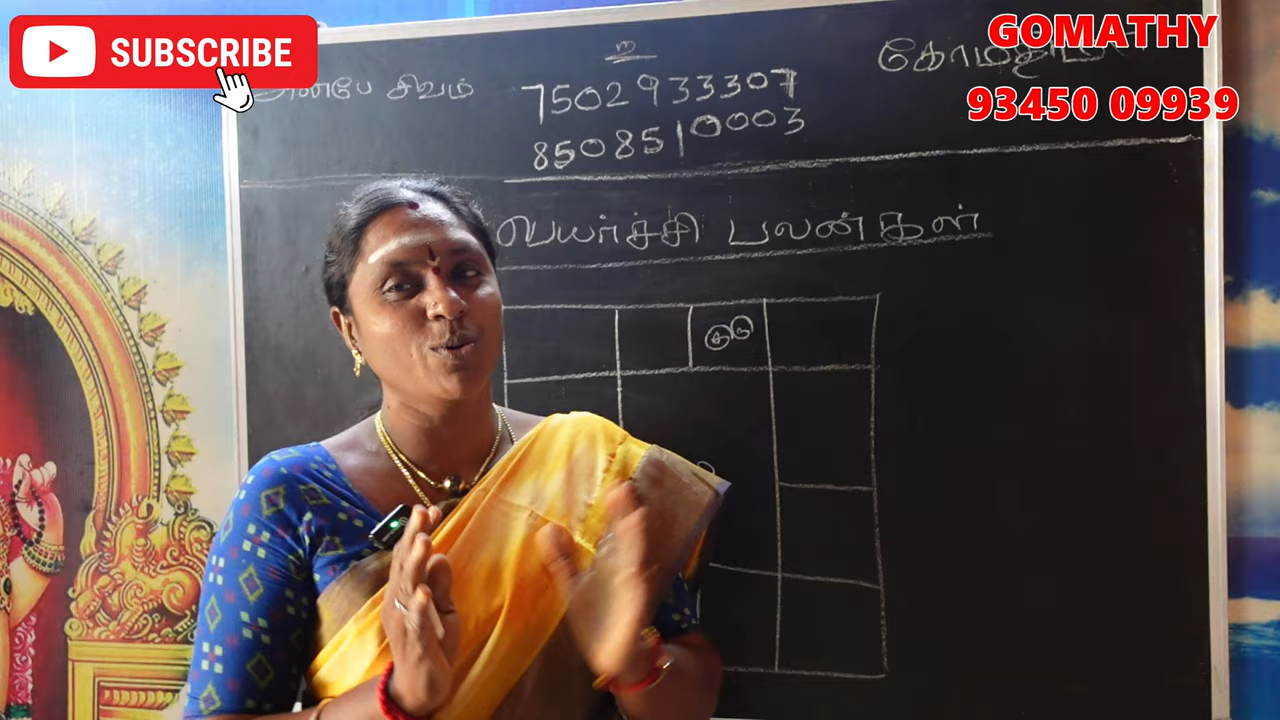 SUBSCRIBE
GOMATHY
93450 09939
உ
அன்பே சிவம்
7502933307
8508510003
பெயர்ச்சி பலன்கள்
குரு